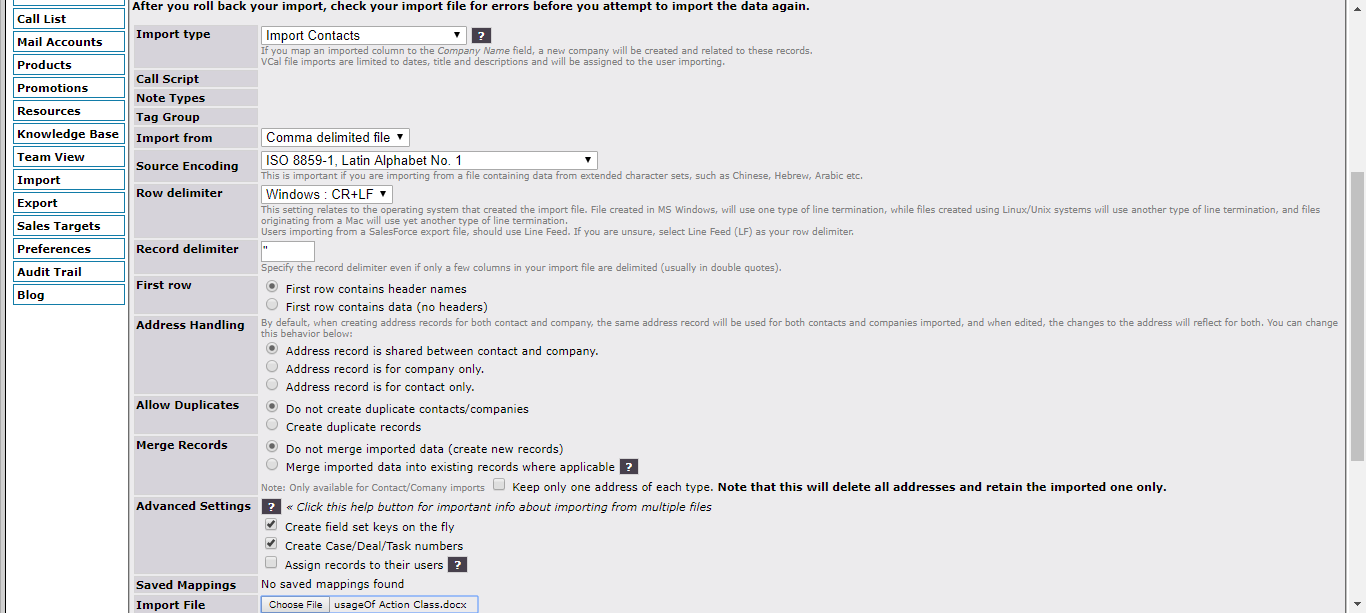 After you roll back your import, check your import file for errors before you attempt to import the data again.
Call List
Mail Accounts
Products
Promotions
Resources
Knowledge Base
Team View
Import
Export
Sales Targets
Preferences
Audit Trail
Blog
Import type
Import Contacts ?
If you map an imported column to the Company Name field, a new company will be created and related to these records.
VCal file imports are limited to dates, title and descriptions and will be assigned to the user importing.
Call Script
Note Types
Tag Group
Import from
Comma delimited file
Source Encoding
ISO 8859-1, Latin Alphabet No. 1
This is important if you are importing from a file containing data from extended character sets, such as Chinese, Hebrew, Arabic etc.
Row delimiter
Windows : CR+LF
This setting relates to the operating system that created the import file. File created in MS Windows, will use one type of line termination, while files created using Linux/Unix systems will use another type of line termination, and files
originating from a Mac will use yet another type of line termination.
Users importing from a SalesForce export file, should use Line Feed. If you are unsure, select Line Feed (LF) as your row delimiter.
Record delimiter
"
Specify the record delimiter even if only a few columns in your import file are delimited (usually in double quotes).
First row
First row contains header names
First row contains data (no headers)
Address Handling
By default, when creating address records for both contact and company, the same address record will be used for both contacts and companies imported, and when edited, the changes to the address will reflect for both. You can change
this behavior below:
Address record is shared between contact and company.
Address record is for company only.
Address record is for contact only.
Allow Duplicates
Do not create duplicate contacts/companies
Create duplicate records
Merge Records
Do not merge imported data (create new records)
Merge imported data into existing records where applicable ?
Note: Only available for Contact/Comany imports Keep only one address of each type. Note that this will delete all addresses and retain the imported one only.
Advanced Settings
? « Click this help button for important info about importing from multiple files
Create field set keys on the fly
Create Case/Deal/Task numbers
Assign records to their users ?
Saved Mappings
No saved mappings found
Import File
Choose File usageOf Action Class.docx